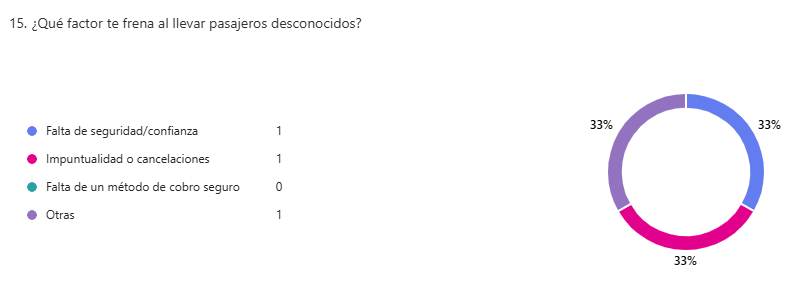 15. ¿Qué factor te frena al llevar pasajeros desconocidos?
Falta de seguridad/confianza 1
Impuntualidad o cancelaciones 1
Falta de un método de cobro seguro 0
Otras 1
33%
33%
33%